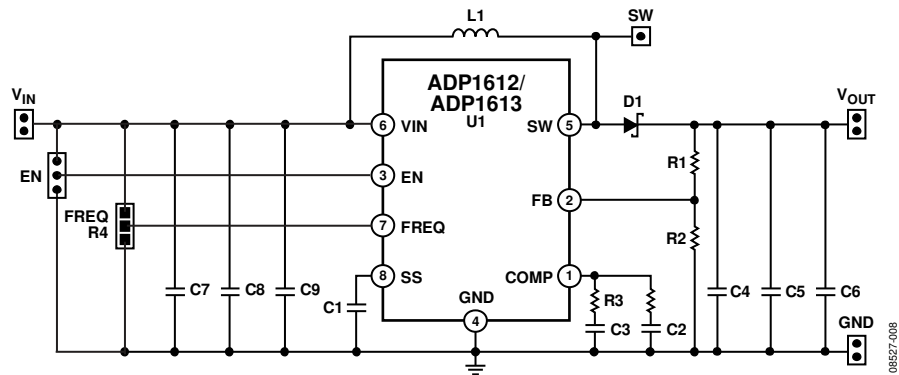 L1
SW
ADP1612/
ADP1613
U1
VIN
6
VIN
SW
5
D1
VOUT
EN
3
EN
R1
FREQ
R4
7
FREQ
FB
2
R2
8
SS
COMP
1
C7
C8
C9
C1
GND
4
R3
C3
C2
C4
C5
C6
GND
08527-008